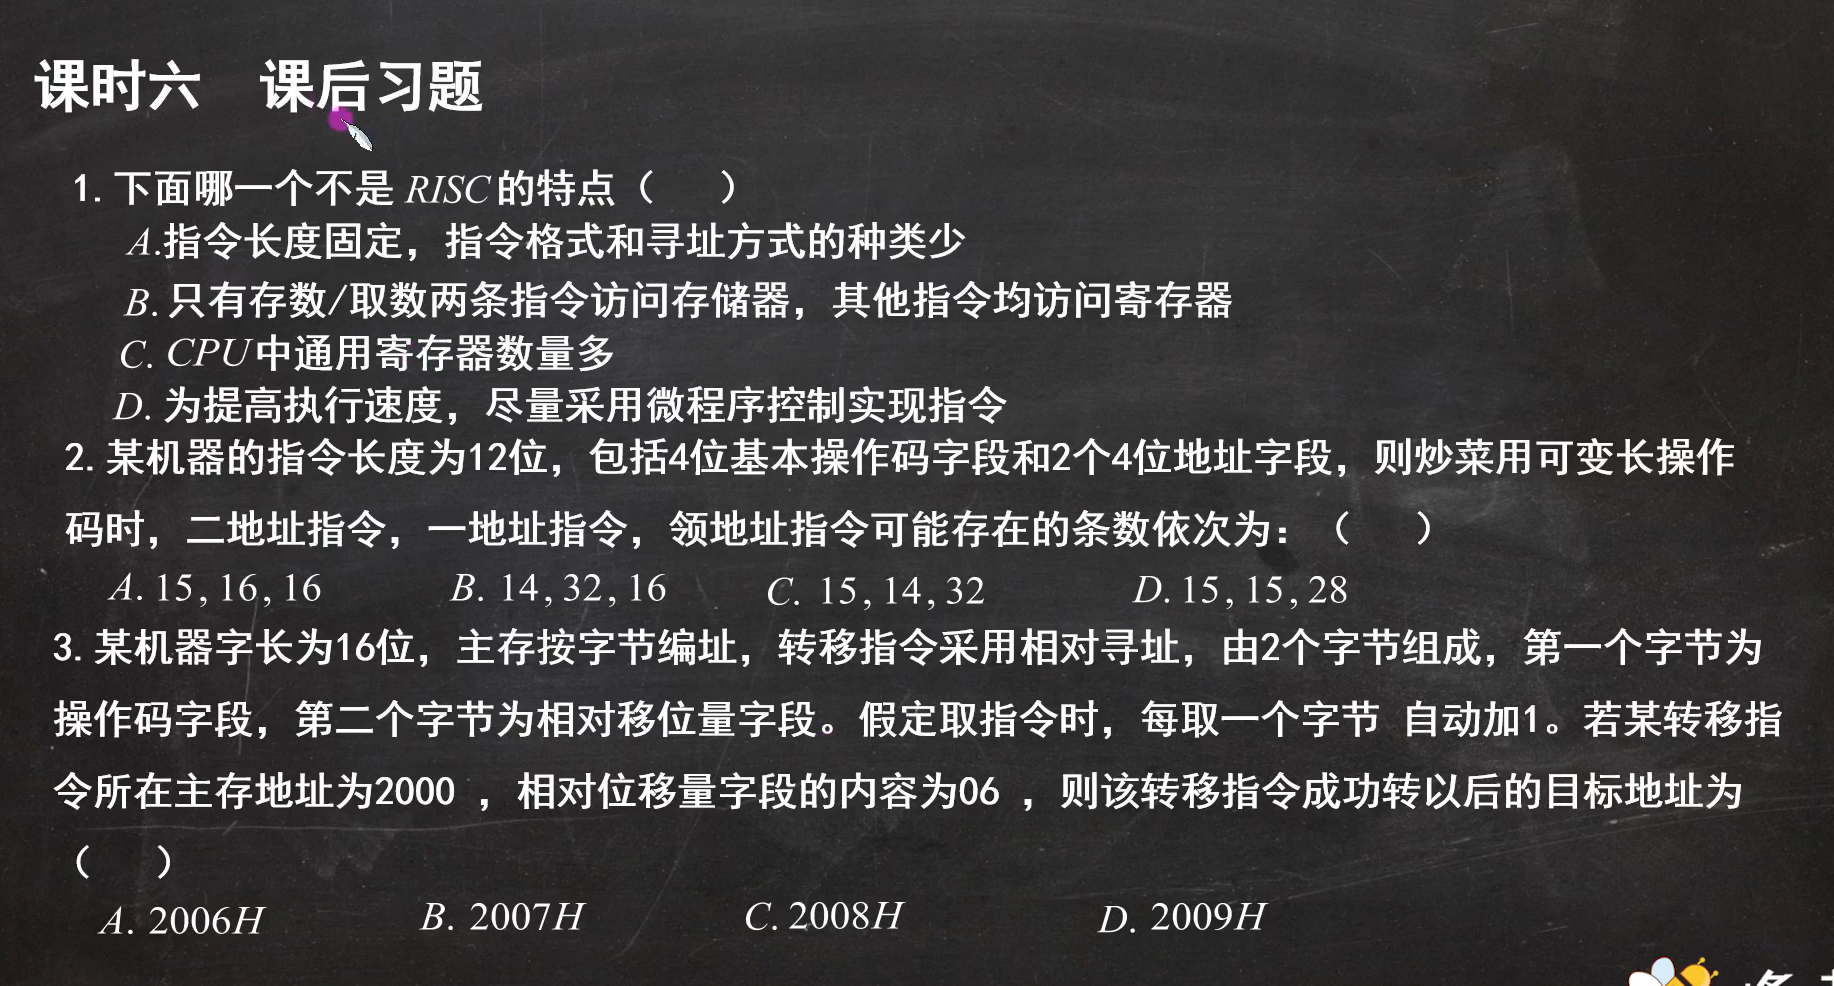 课时六 课后习题
1. 下面哪一个不是RISC的特点（ ）
A.指令长度固定，指令格式和寻址方式的种类少
B.只有存数/取数两条指令访问存储器，其他指令均访问寄存器
C. CPU中通用寄存器数量多
D. 为提高执行速度，尽量采用微程序控制实现指令
2. 某机器的指令长度为12位，包括4位基本操作码字段和2个4位地址字段，则炒菜用可变长操作
码时，二地址指令，一地址指令，领地址指令可能存在的条数依次为：（ ）
A. 15, 16, 16 B. 14, 32, 16 C. 15, 14, 32 D. 15, 15, 28
3. 某机器字长为16位，主存按字节编址，转移指令采用相对寻址，由2个字节组成，第一个字节为
操作码字段，第二个字节为相对移位量字段。假定取指令时，每取一个字节 自动加1。若某转移指
令所在主存地址为2000 ，相对位移量字段的内容为06 ，则该转移指令成功转以后的目标地址为
（ ）
A. 2006H B. 2007H C. 2008H D. 2009H